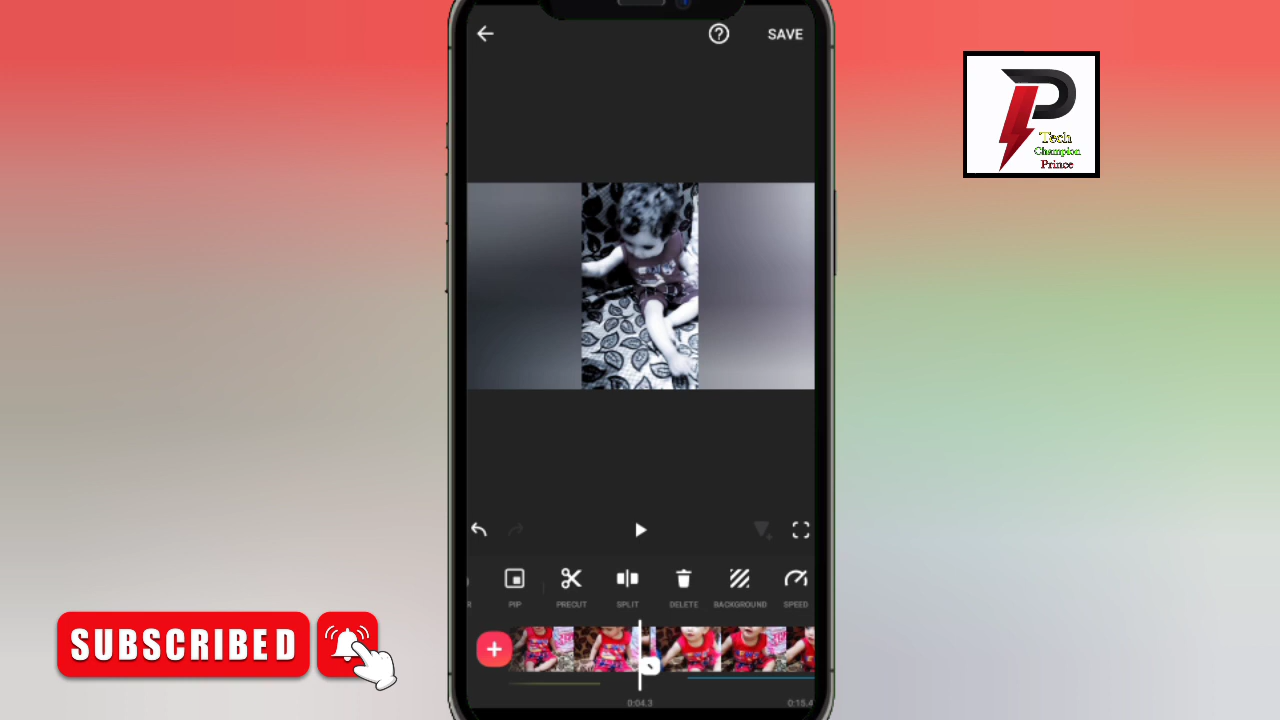 SAVE
Tech
Champion
Prince
R PIP PRECUT SPLIT DELETE BACKGROUND SPEED
SUBSCRIBED
0:04.3 0:15.4